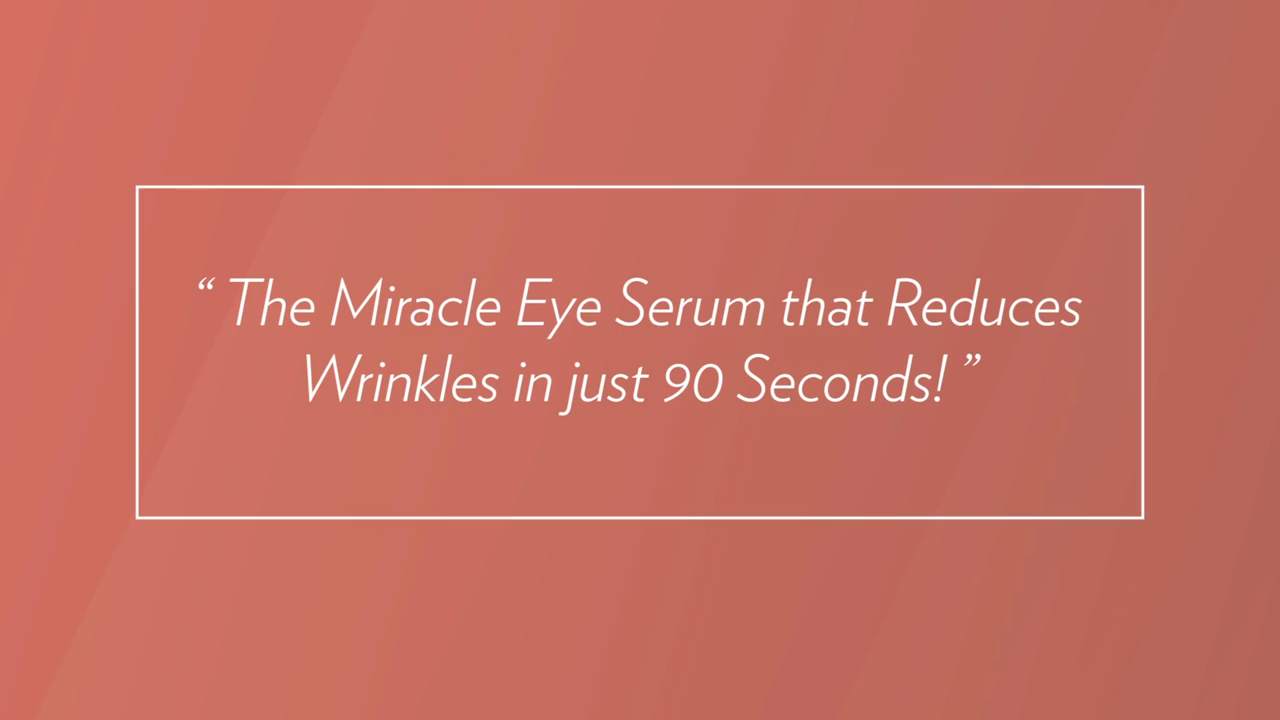 “ The Miracle Eye Serum that Reduces
Wrinkles in just 90 Seconds! ”